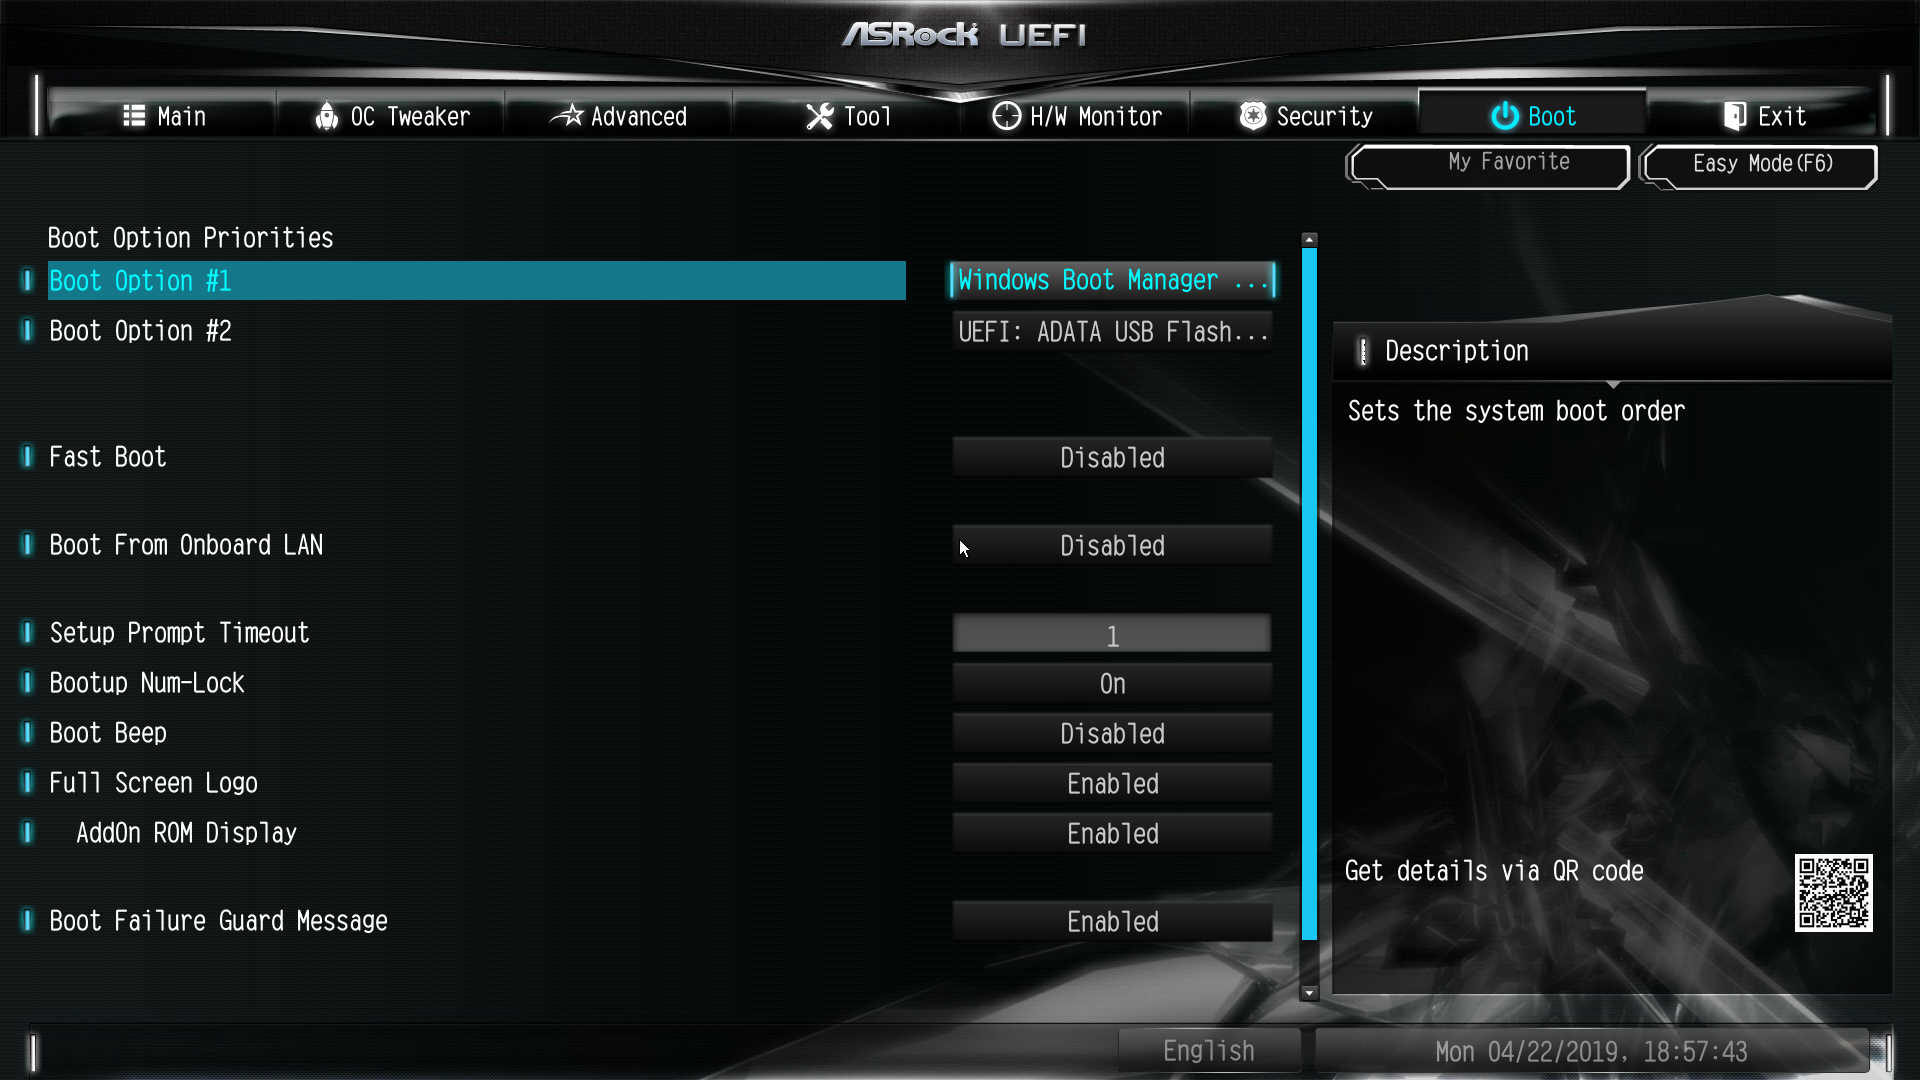 ASRock UEFI
Main
OC Tweaker
Advanced
Tool
H/W Monitor
Security
Boot
Exit
My Favorite
Easy Mode(F6)
Boot Option Priorities
Boot Option #1
Windows Boot Manager ...
Boot Option #2
UEFI: ADATA USB Flash...
Description
Sets the system boot order
Fast Boot
Disabled
Boot From Onboard LAN
Disabled
Setup Prompt Timeout
1
Bootup Num-Lock
On
Boot Beep
Disabled
Full Screen Logo
Enabled
AddOn ROM Display
Enabled
Boot Failure Guard Message
Enabled
Get details via QR code
English
Mon 04/22/2019, 18:57:43